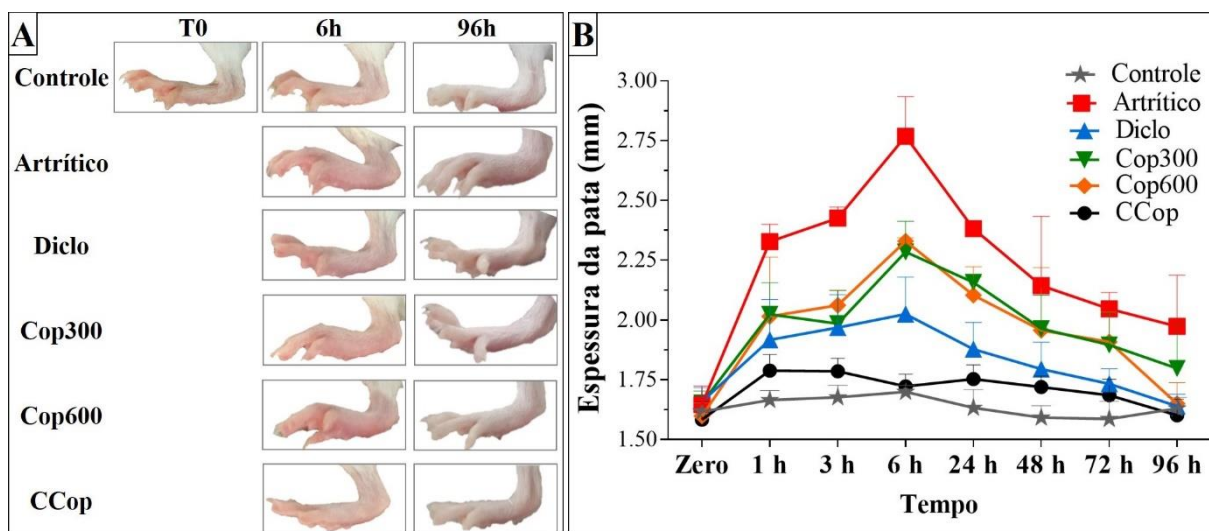 A
T0 6h 96h
Controle
Artrítico
Diclo
Cop300
Cop600
CCop
B
Espessura da pata (mm)
3.00
2.75
2.50
2.25
2.00
1.75
1.50
Controle
Artrítico
Diclo
Cop300
Cop600
CCop
Zero 1 h 3 h 6 h 24 h 48 h 72 h 96 h
Tempo